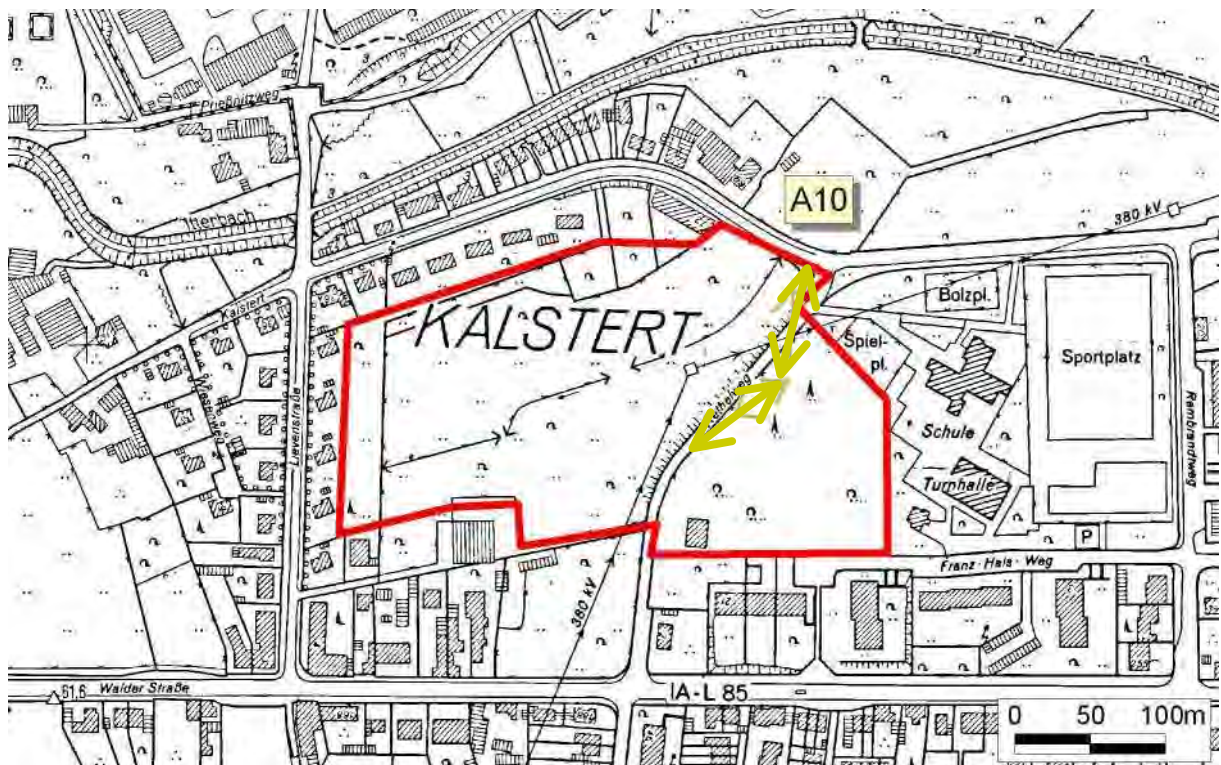 Prießnitzweg
A10
380 kV
Bolzpl.
Kalstert
KALSTERT
Spiel-
pl.
Sportplatz
Wiesenweg
Lievenstraße
Rembrandtweg
Schule
Turnhalle
P
Franz-Hals-Weg
380 kV
61,6
Walder Straße
IA-L 85
0 50 100m